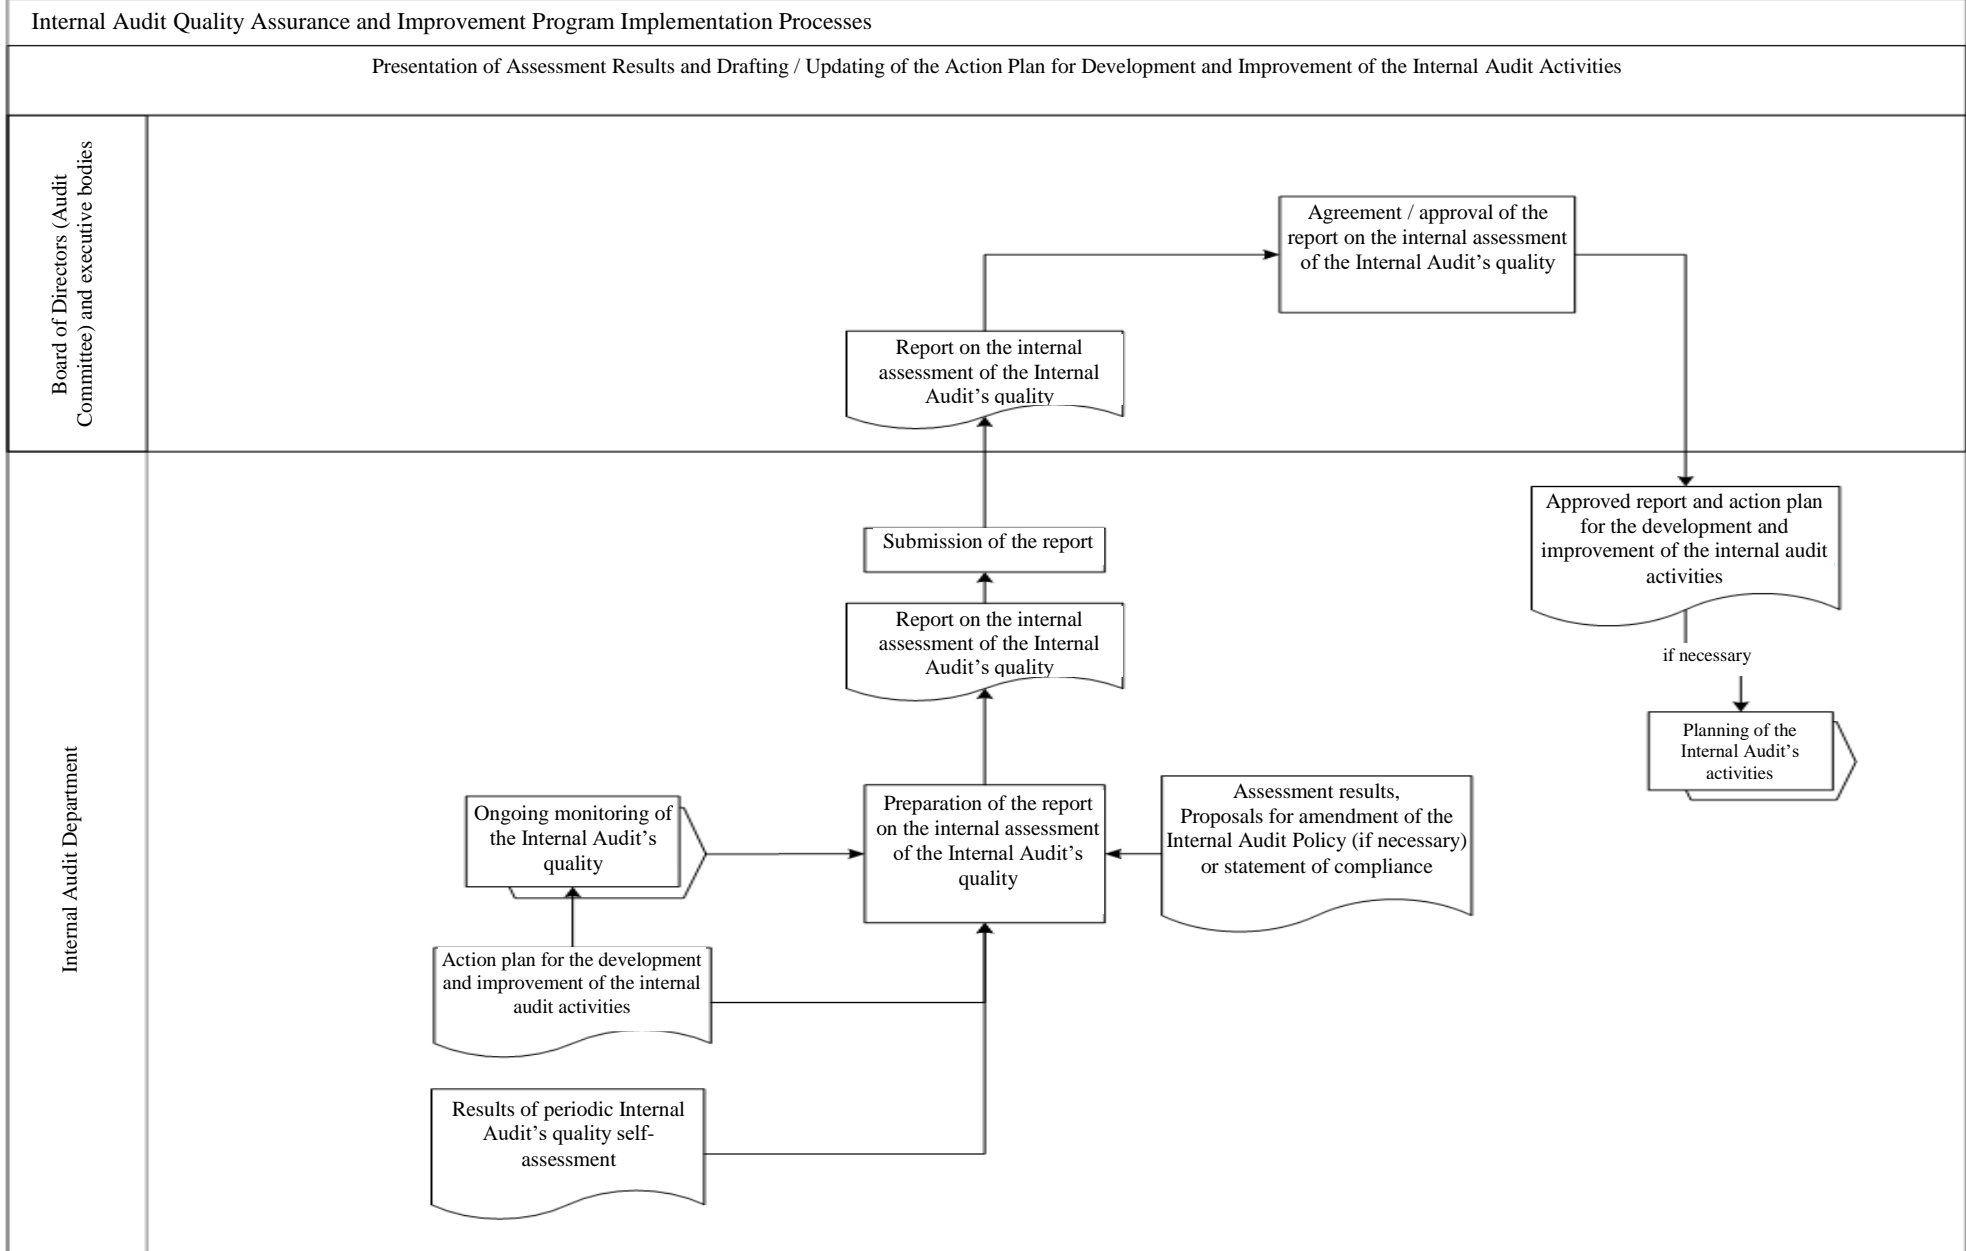 Internal Audit Quality Assurance and Improvement Program Implementation Processes
Presentation of Assessment Results and Drafting / Updating of the Action Plan for Development and Improvement of the Internal Audit Activities
Board of Directors (Audit
Committee) and executive bodies
Agreement / approval of the
report on the internal assessment
of the Internal Audit’s quality
Report on the internal
assessment of the Internal
Audit’s quality
Internal Audit Department
Submission of the report
Approved report and action plan
for the development and
improvement of the internal audit
activities
Report on the internal
assessment of the Internal
Audit’s quality
if necessary
Planning of the
Internal Audit’s
activities
Ongoing monitoring of
the Internal Audit’s
quality
Preparation of the report
on the internal assessment
of the Internal Audit’s
quality
Assessment results,
Proposals for amendment of the
Internal Audit Policy (if necessary)
or statement of compliance
Action plan for the development
and improvement of the internal
audit activities
Results of periodic Internal
Audit’s quality self-
assessment